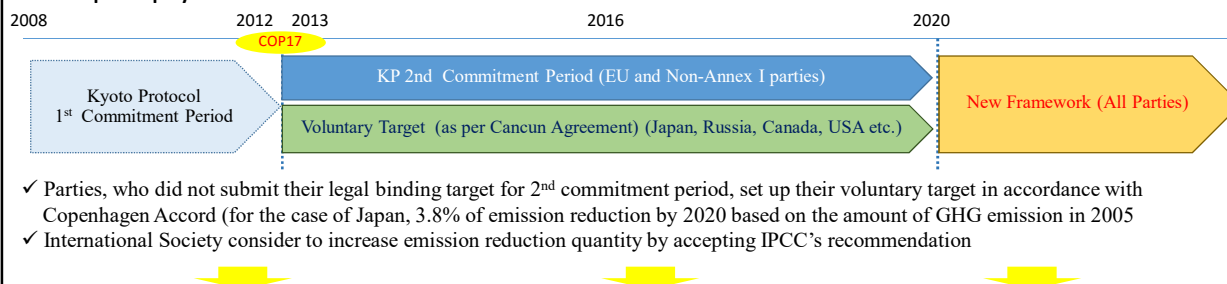 2008 2012 2013 2016 2020
COP17
KP 2nd Commitment Period (EU and Non-Annex I parties)
Kyoto Protocol
1st Commitment Period
New Framework (All Parties)
Voluntary Target (as per Cancun Agreement) (Japan, Russia, Canada, USA etc.)
✓ Parties, who did not submit their legal binding target for 2nd commitment period, set up their voluntary target in accordance with
Copenhagen Accord (for the case of Japan, 3.8% of emission reduction by 2020 based on the amount of GHG emission in 2005
✓ International Society consider to increase emission reduction quantity by accepting IPCC’s recommendation